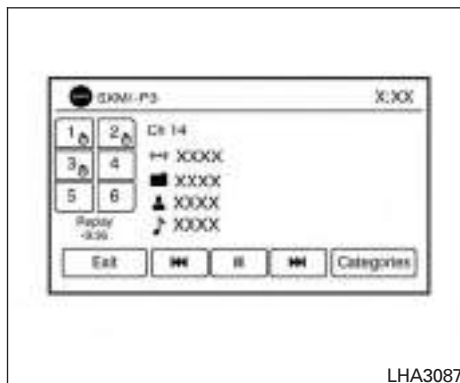 SXM1-P3 X:XX
1 2 Ch 14
3 4 XXXX
XXXX
5 6 XXXX
Replay XXXX
Exit Categories
LHA3087